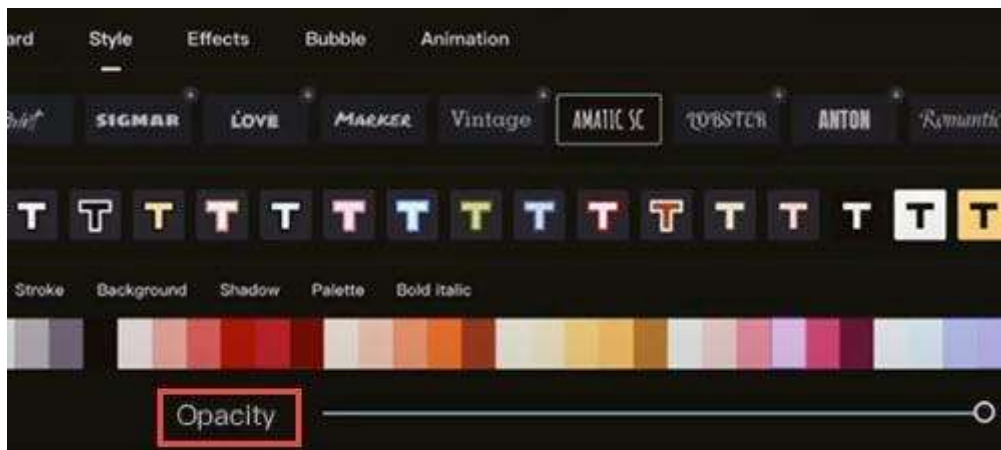 ard Style Effects Bubble Animation
SIGMAR LOVE MARKER Vintage AMATIC SC LOBSTER ANTON Romantic
T T T T T T T T T T T T T T T T
Stroke Background Shadow Palette Bold italic
Opacity